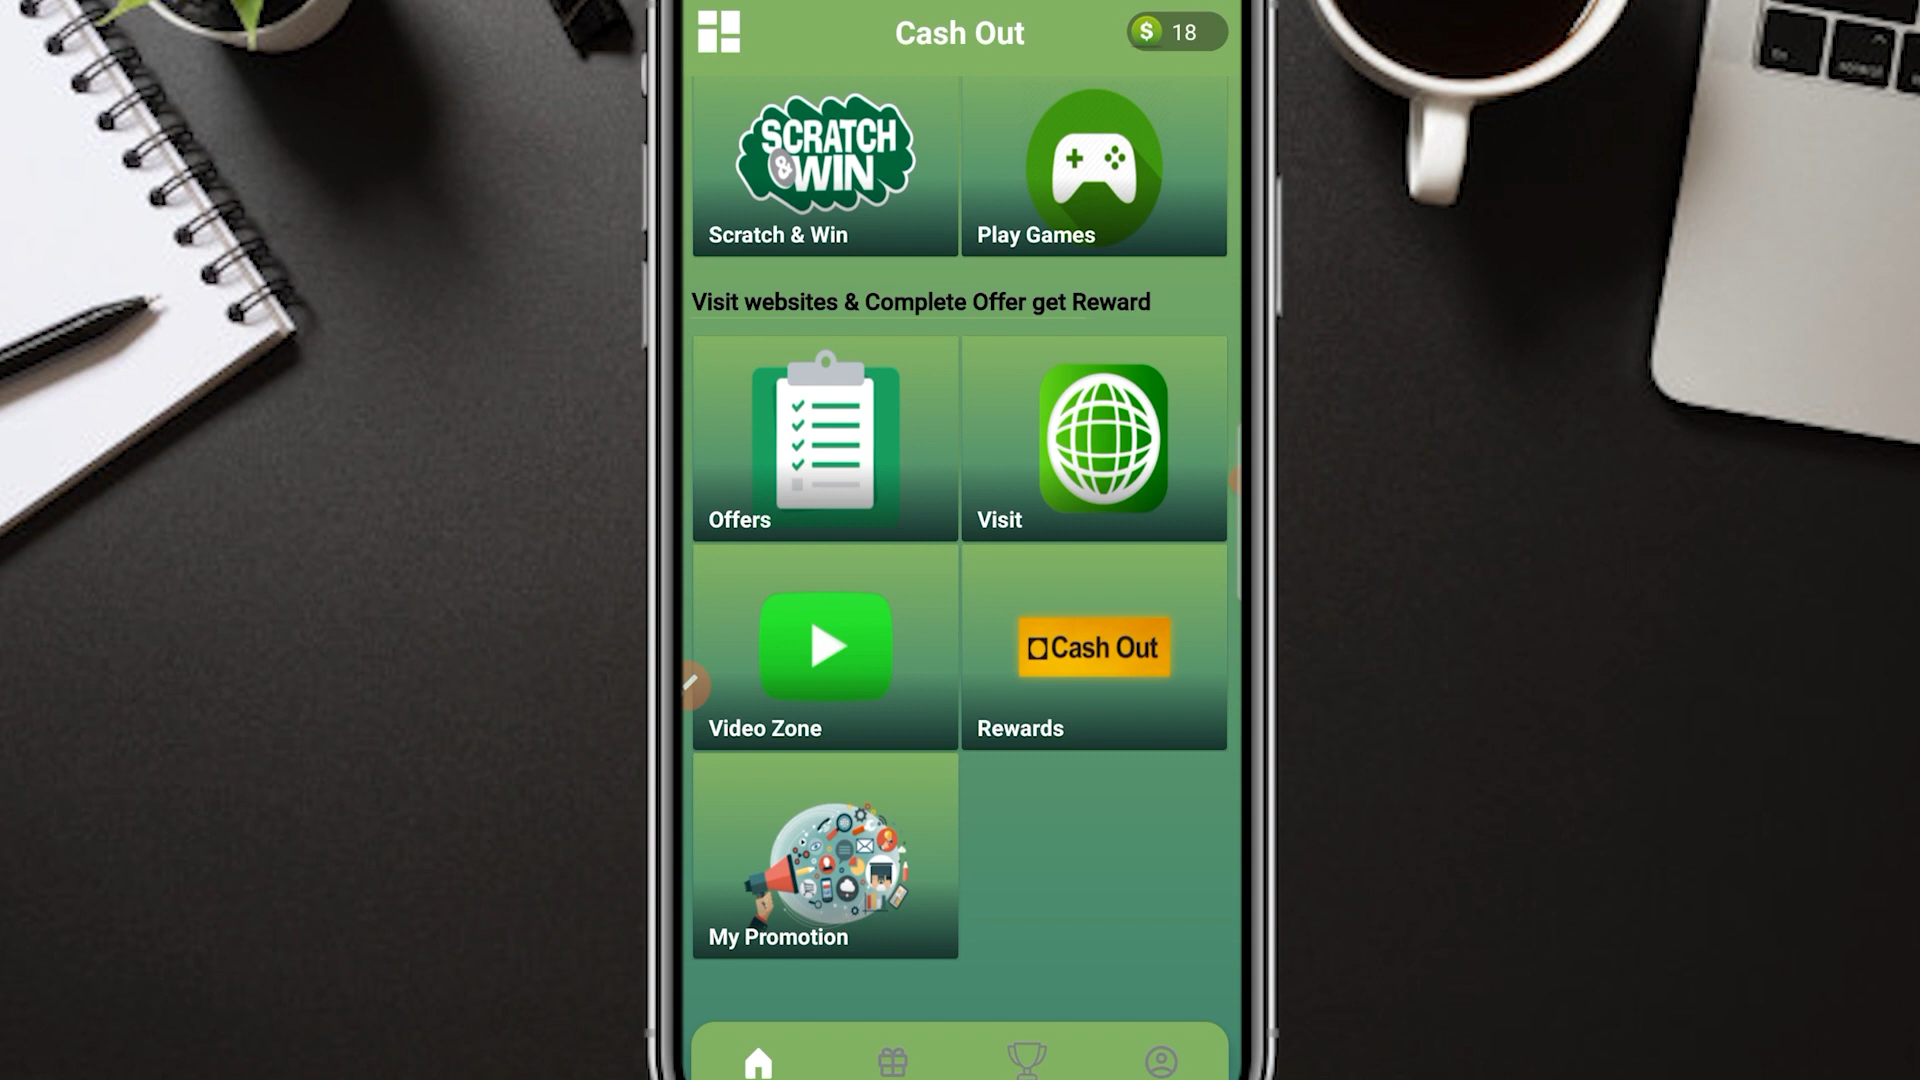 Cash Out
18
SCRATCH
& WIN
Scratch & Win
Play Games
Visit websites & Complete Offer get Reward
Offers
Visit
Cash Out
Video Zone
Rewards
My Promotion